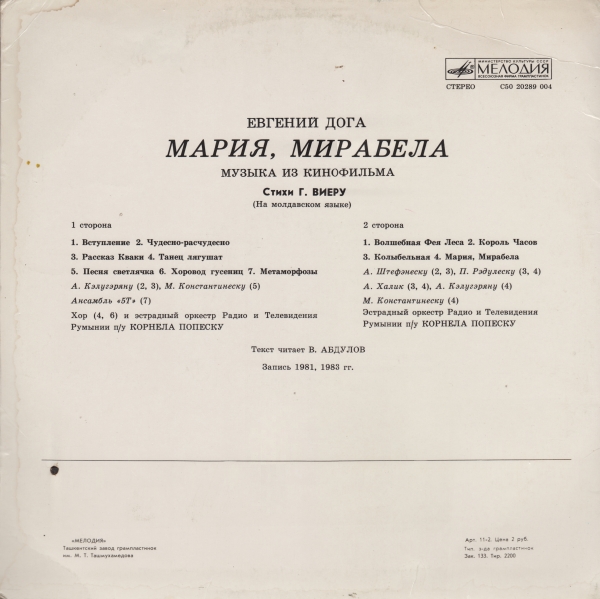 МИНИСТЕРСТВО КУЛЬТУРЫ СССР
МЕЛОДИЯ
ВСЕСОЮЗНАЯ ФИРМА ГРАМПЛАСТИНОК
СТЕРЕО С50 20289 004
ЕВГЕНИЙ ДОГА
МАРИЯ, МИРАБЕЛА
МУЗЫКА ИЗ КИНОФИЛЬМА
Стихи Г. ВИЕРУ
(На молдавском языке)
1 сторона
1. Вступление 2. Чудесно-расчудесно
3. Рассказ Кваки 4. Танец лягушат
5. Песня светлячка 6. Хоровод гусениц 7. Метаморфозы
А. Кэлугэряну (2, 3), М. Константинеску (5)
Ансамбль «5Т» (7)
Хор (4, 6) и эстрадный оркестр Радио и Телевидения
Румынии п/у КОРНЕЛА ПОПЕСКУ
2 сторона
1. Волшебная Фея Леса 2. Король Часов
3. Колыбельная 4. Мария, Мирабела
А. Штефэнеску (2, 3), П. Рэдулеску (3, 4)
А. Халик (3, 4), А. Кэлугэряну (4)
М. Константинеску (4)
Эстрадный оркестр Радио и Телевидения
Румынии п/у КОРНЕЛА ПОПЕСКУ
Текст читает В. АБДУЛОВ
Запись 1981, 1983 гг.
«МЕЛОДИЯ»
Ташкентский завод грампластинок
им. М. Т. Ташмухамедова
Арт. 11-2. Цена 2 руб.
Тип. з-да грампластинок
Зак. 133. Тир. 2200